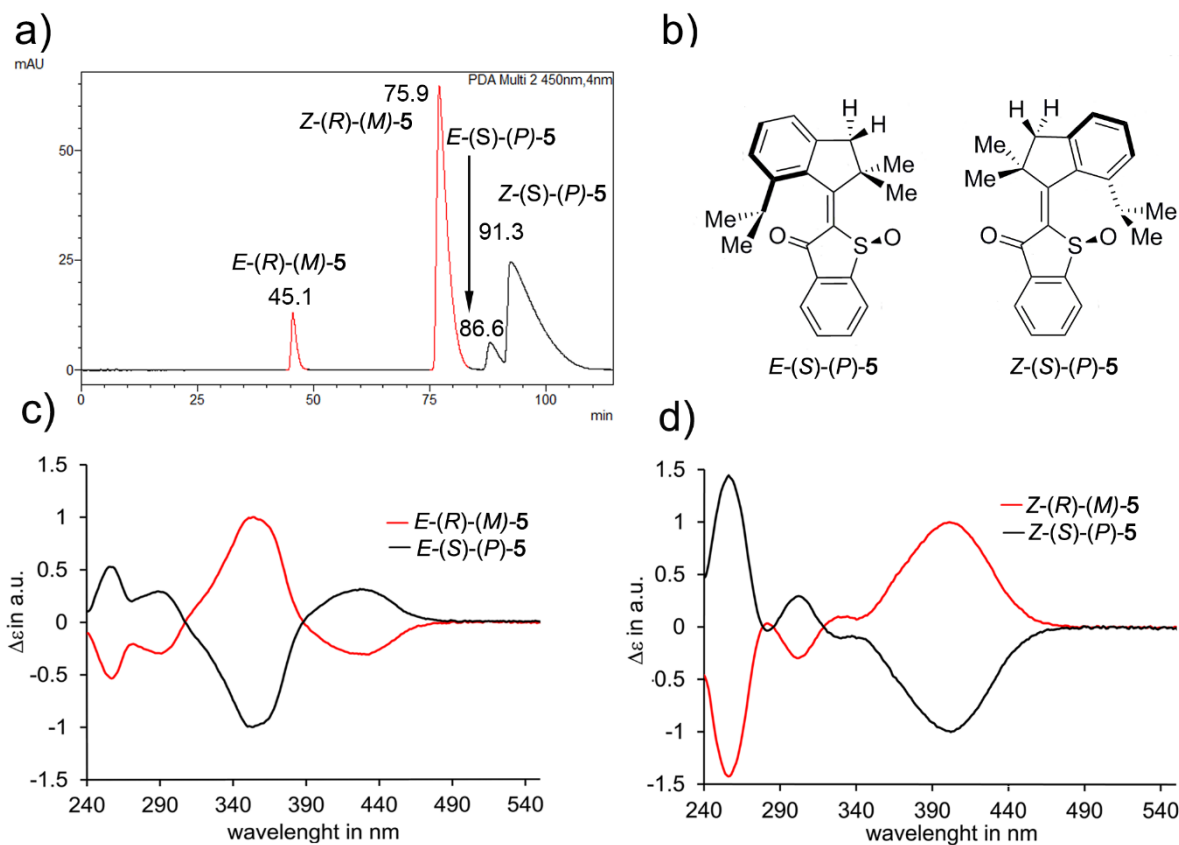 a)
mAU
PDA Multi 2 450nm,4nm
75.9
Z-(R)-(M)-5
E-(S)-(P)-5
Z-(S)-(P)-5
91.3
E-(R)-(M)-5
45.1
86.6
50
25
0
0
25
50
75
100
min
b)
H
H
Me
Me
Me
Me
O
S
O
E-(S)-(P)-5
H
H
Me
Me
Me
Me
O
S
O
Z-(S)-(P)-5
c)
1.5
1
0.5
0
-0.5
-1
-1.5
Δε in a.u.
E-(R)-(M)-5
E-(S)-(P)-5
240 290 340 390 440 490 540
wavelenght in nm
d)
1.5
1
0.5
0
-0.5
-1
-1.5
Δε in a.u.
Z-(R)-(M)-5
Z-(S)-(P)-5
240 290 340 390 440 490 540
wavelenght in nm